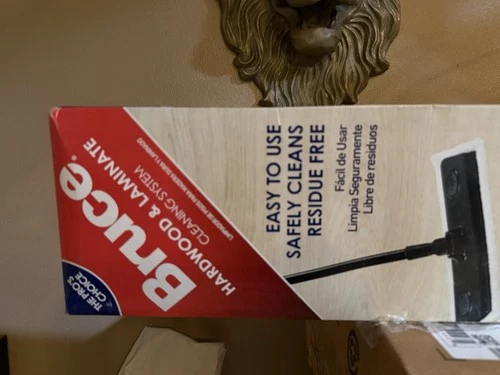 THE PRO'S
CHOICE
Bruce®
HARDWOOD & LAMINATE
CLEANING SYSTEM
EASY TO USE
SAFELY CLEANS
RESIDUE FREE
Fácil de Usar
Limpia Seguramente
Libre de residuos